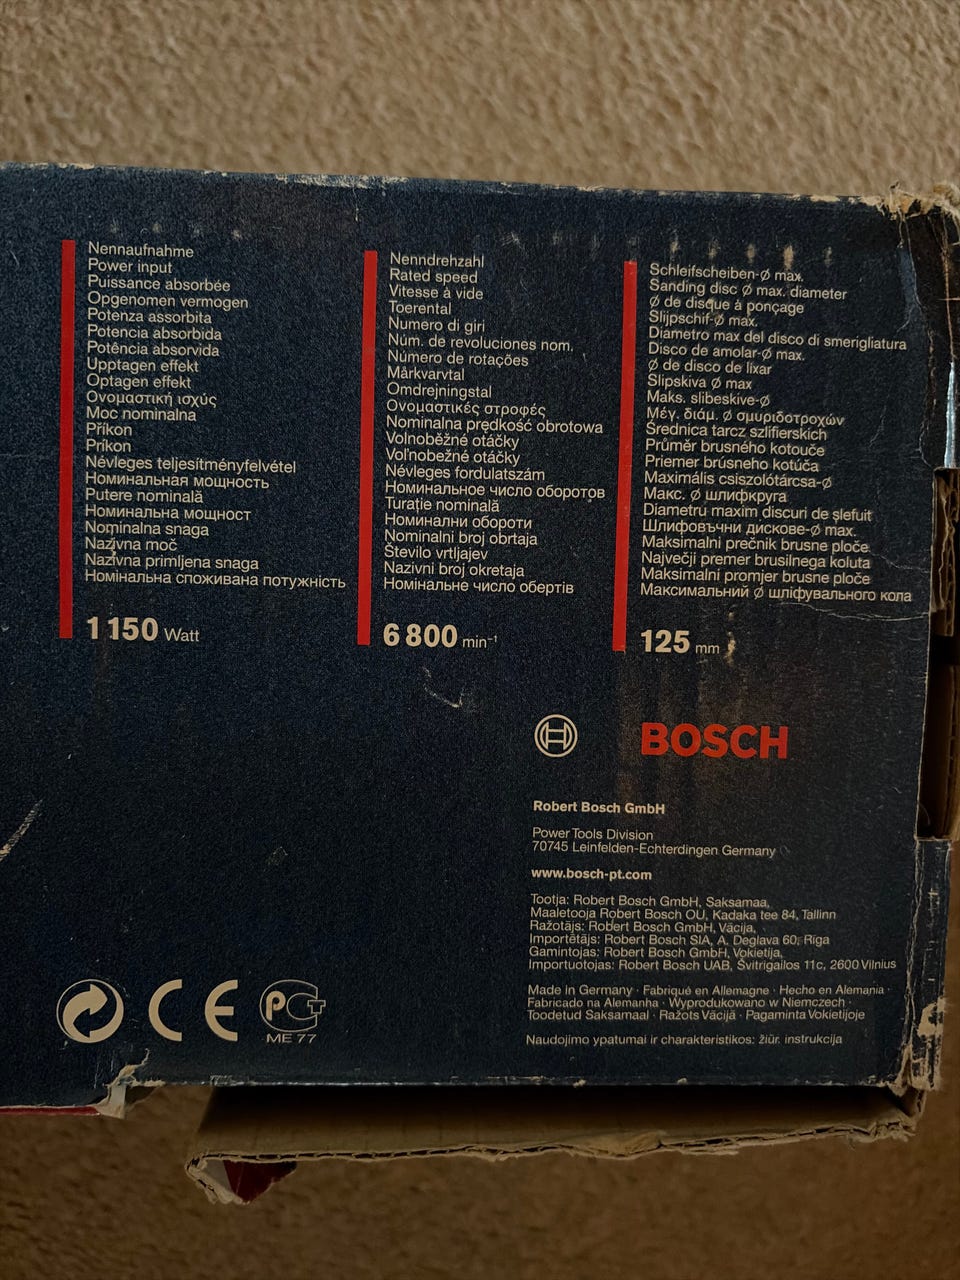 Nennaufnahme
Power input
Puissance absorbée
Opgenomen vermogen
Potenza assorbita
Potencia absorbida
Potência absorvida
Upptagen effekt
Optagen effekt
Ονομαστική ισχύς
Moc nominalna
Příkon
Príkon
Névleges teljesítményfelvétel
Номинальная мощность
Putere nominală
Номинальна мощност
Nominalna snaga
Nazivna moč
Nazivna primljena snaga
Номінальна споживана потужність
1 150 Watt
Nenndrehzahl
Rated speed
Vitesse à vide
Toerental
Numero di giri
Núm. de revoluciones nom.
Número de rotações
Märkvarvtal
Omdrejningstal
Ονομαστικές στροφές
Nominalna prędkość obrotowa
Volnoběžné otáčky
Voľnobežné otáčky
Névleges fordulatszám
Номинальное число оборотов
Turaţie nominală
Номинални обороти
Nominalni broj obrtaja
Število vrtljajev
Nazivni broj okretaja
Номінальне число обертів
6 800 min⁻¹
Schleifscheiben-Ø max.
Sanding disc Ø max. diameter
Ø de disque à ponçage
Slijpschijf-Ø max.
Diametro max del disco di smerigliatura
Disco de amolar-Ø max.
Ø de disco de lixar
Slipskiva Ø max
Maks. slibeskive-Ø
Μέγ. διάμ. Ø σμυριδοτροχών
Średnica tarcz szlifierskich
Průměr brusného kotouče
Priemer brúsneho kotúča
Maximális csiszolótárcsa-Ø
Макс. Ø шлифкруга
Diametru maxim discuri de şlefuit
Шлифовъчни дискове-Ø max.
Maksimalni prečnik brusne ploče
Največji premer brusilnega koluta
Maksimalni promjer brusne ploče
Максимальний Ø шліфувального кола
125 mm
BOSCH
Robert Bosch GmbH
Power Tools Division
70745 Leinfelden-Echterdingen Germany
www.bosch-pt.com
Tootja: Robert Bosch GmbH, Saksamaa,
Maaletooja Robert Bosch OU, Kadaka tee 84, Tallinn
Ražotājs: Robert Bosch GmbH, Vācija,
Importētājs: Robert Bosch SIA, A. Deglava 60, Riga
Gamintojas: Robert Bosch GmbH, Vokietija,
Importuotojas: Robert Bosch UAB, Švitrigailos 11c, 2600 Vilnius
Made in Germany · Fabriqué en Allemagne · Hecho en Alemania ·
Fabricado na Alemanha · Wyprodukowano w Niemczech ·
Toodetud Saksamaal · Ražots Vācijā · Pagaminta Vokietijoje
Naudojimo ypatumai ir charakteristikos: žiūr. instrukcija
CE
PCT
ME 77